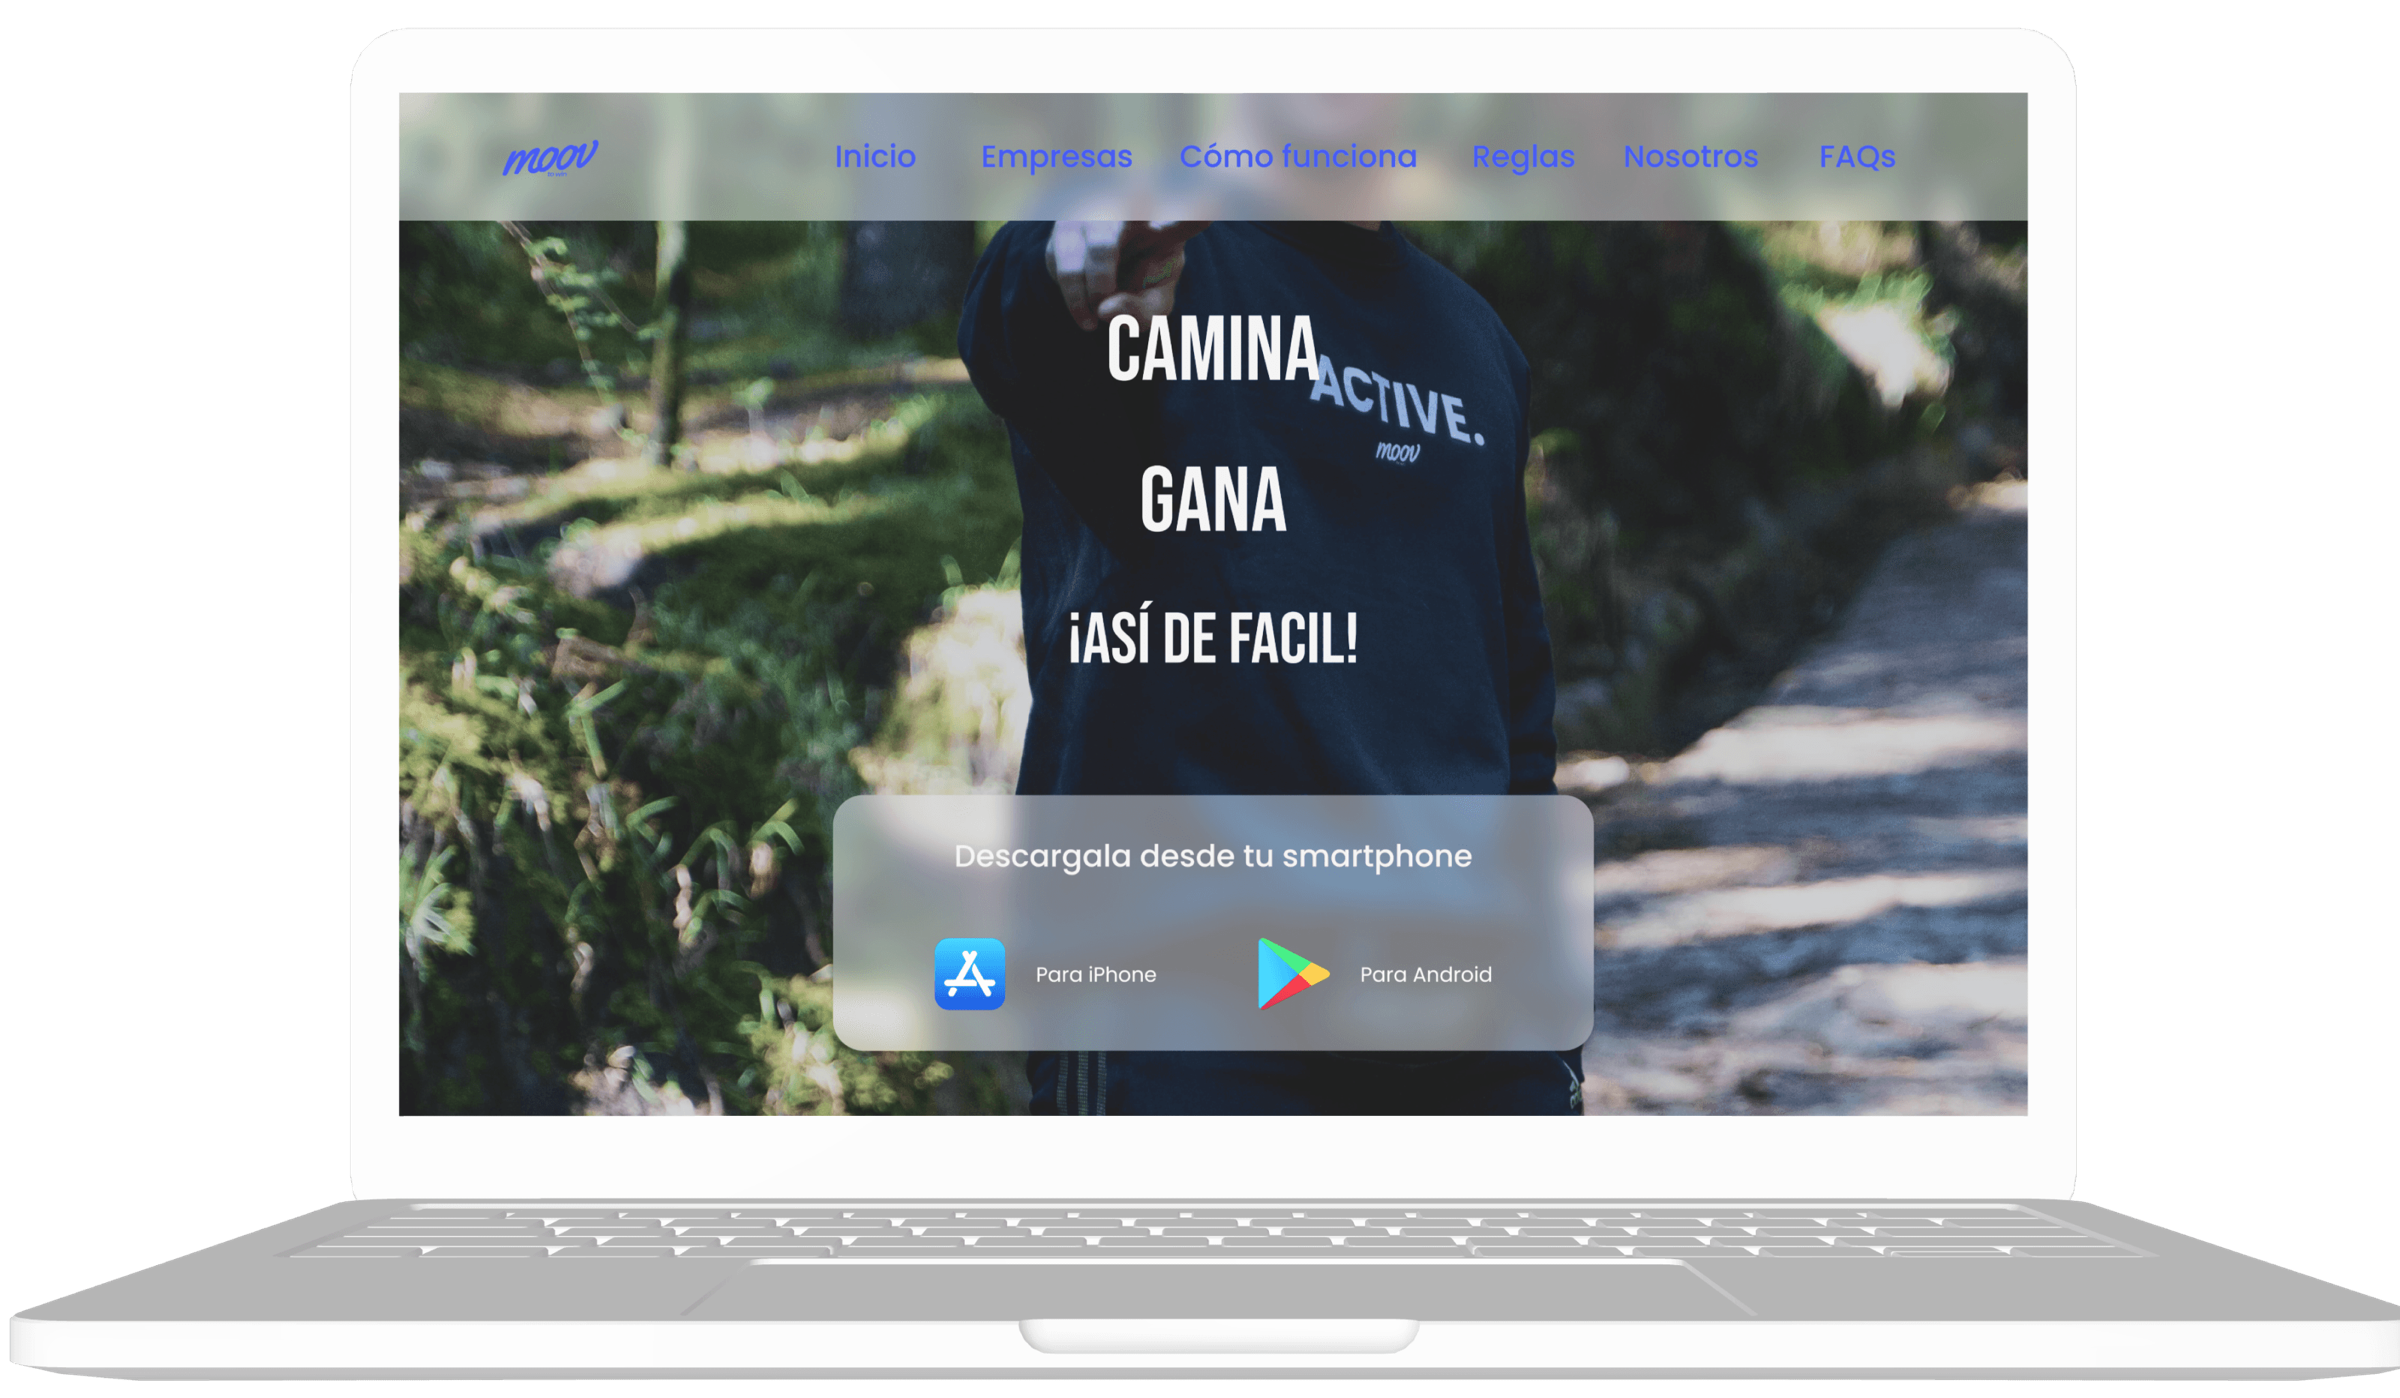 moov
Inicio Empresas Cómo funciona Reglas Nosotros FAQs
CAMINA
ACTIVE.
moov
GANA
¡ASÍ DE FACIL!
Descargala desde tu smartphone
Para iPhone Para Android